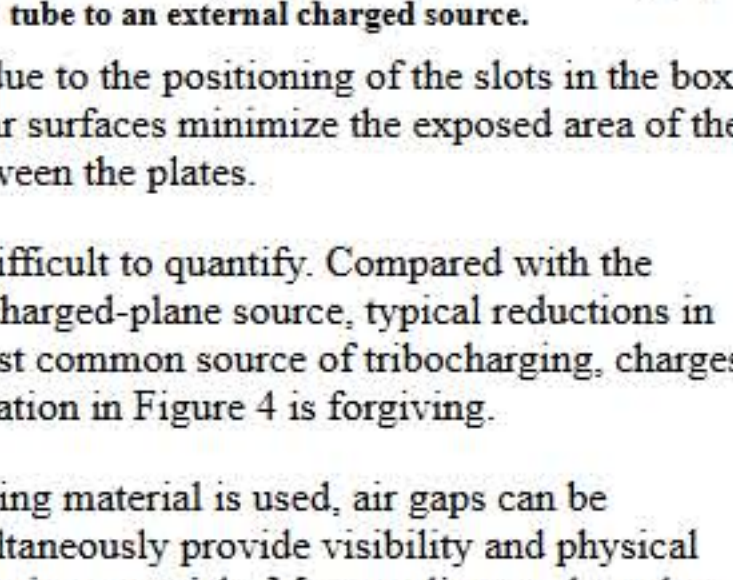 tube to an external charged source.
due to the positioning of the slots in the box
r surfaces minimize the exposed area of the
ween the plates.
ifficult to quantify. Compared with the
harged-plane source, typical reductions in
st common source of tribocharging, charges
ation in Figure 4 is forgiving.
ing material is used, air gaps can be
ltaneously provide visibility and physical